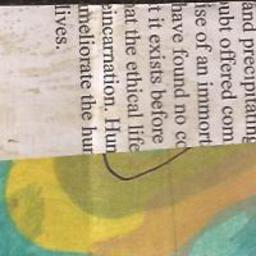 and precipitating
ubt offered com
ise of an immort
have found no co
t it exists before
at the ethical life
eincarnation. Hun
meliorate the hur
lives.